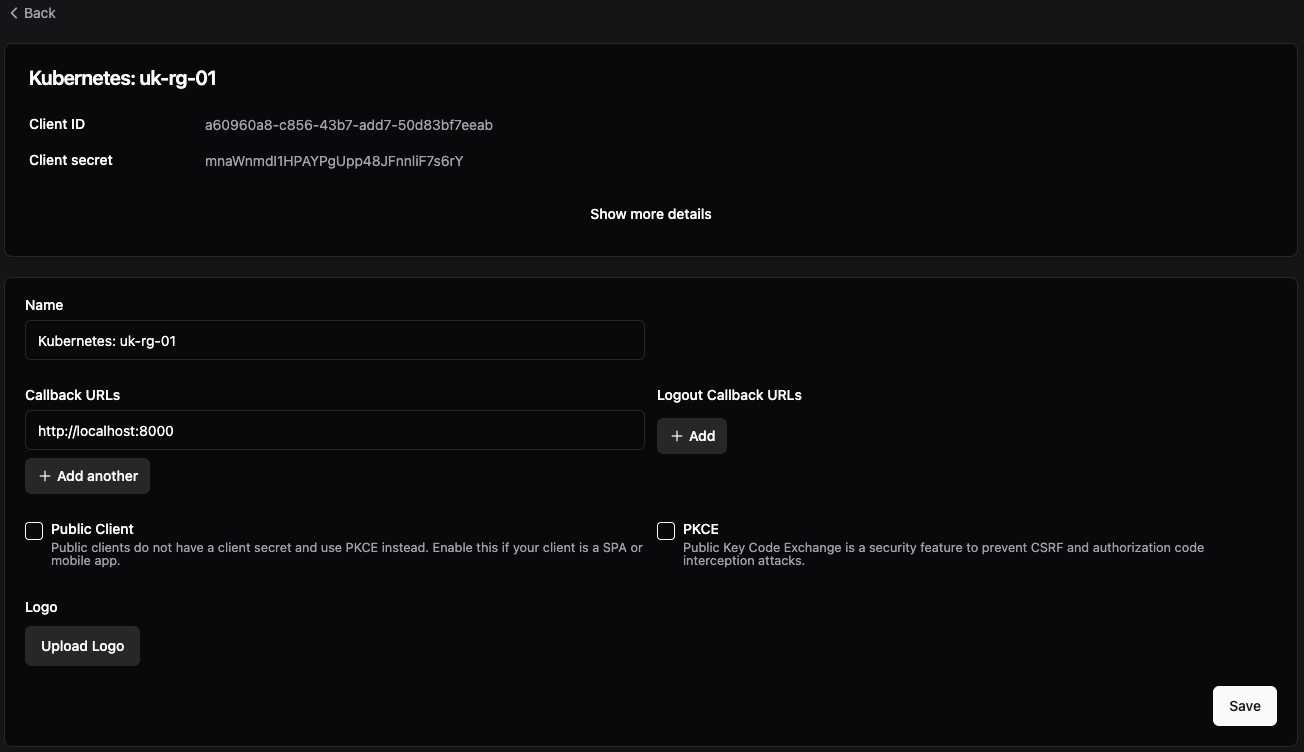 Back
Kubernetes: uk-rg-01
Client ID a60960a8-c856-43b7-add7-50d83bf7eeab
Client secret mnaWnmdI1HPAYPgUpp48JFnnliF7s6rY
Show more details
Name
Kubernetes: uk-rg-01
Callback URLs
http://localhost:8000
Add another
Logout Callback URLs
Add
Public Client
Public clients do not have a client secret and use PKCE instead. Enable this if your client is a SPA or
mobile app.
PKCE
Public Key Code Exchange is a security feature to prevent CSRF and authorization code
interception attacks.
Logo
Upload Logo
Save